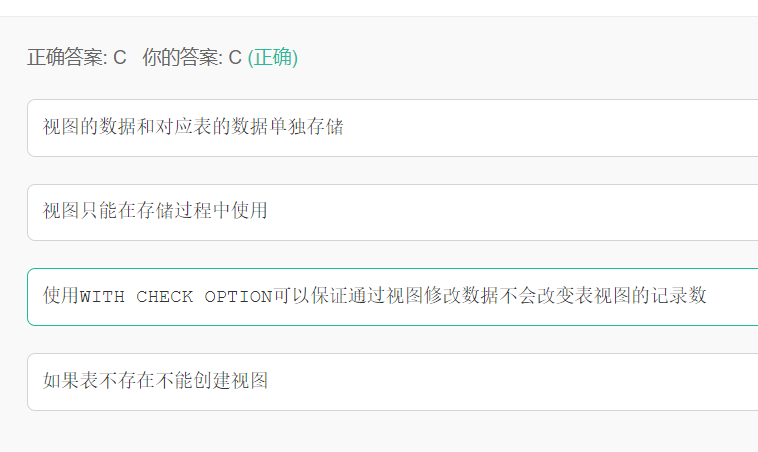 正确答案: C 你的答案: C (正确)
视图的数据和对应表的数据单独存储
视图只能在存储过程中使用
使用WITH CHECK OPTION可以保证通过视图修改数据不会改变表视图的记录数
如果表不存在不能创建视图